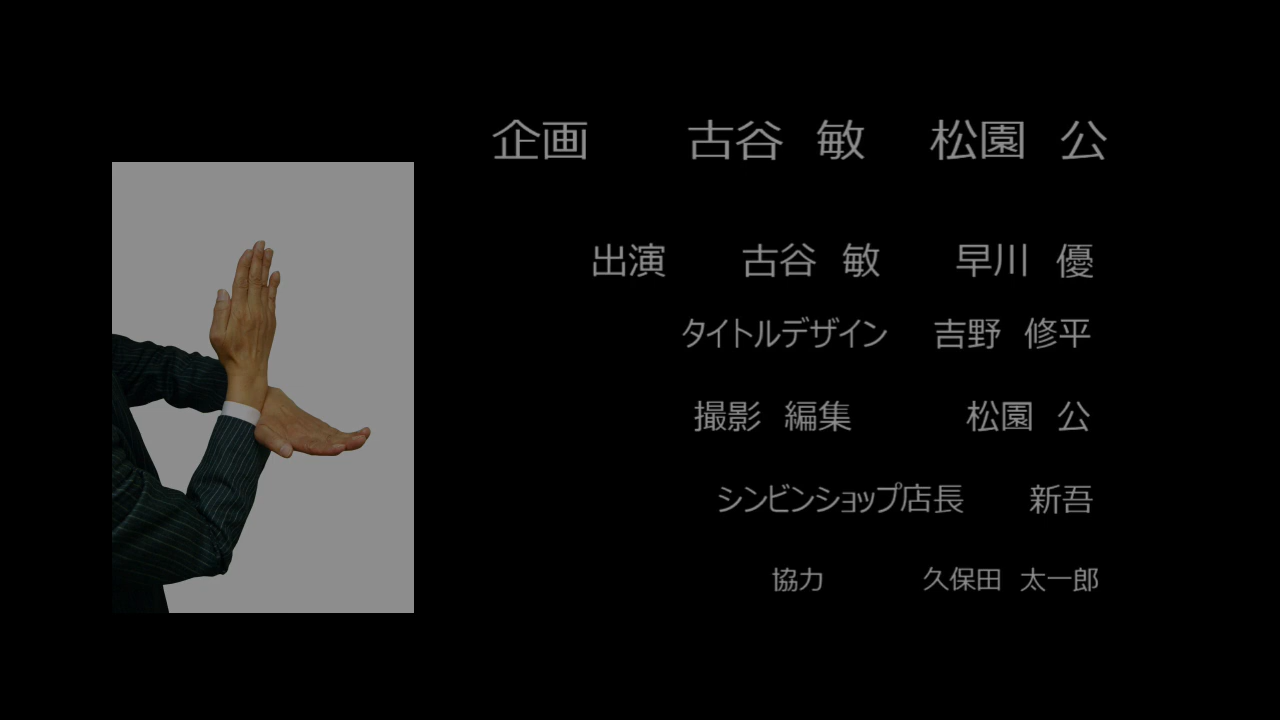 企画　古谷 敏　松園 公
出演　古谷 敏　早川 優
タイトルデザイン　吉野 修平
撮影 編集　松園 公
シンビンショップ店長　新吾
協力　久保田 太一郎